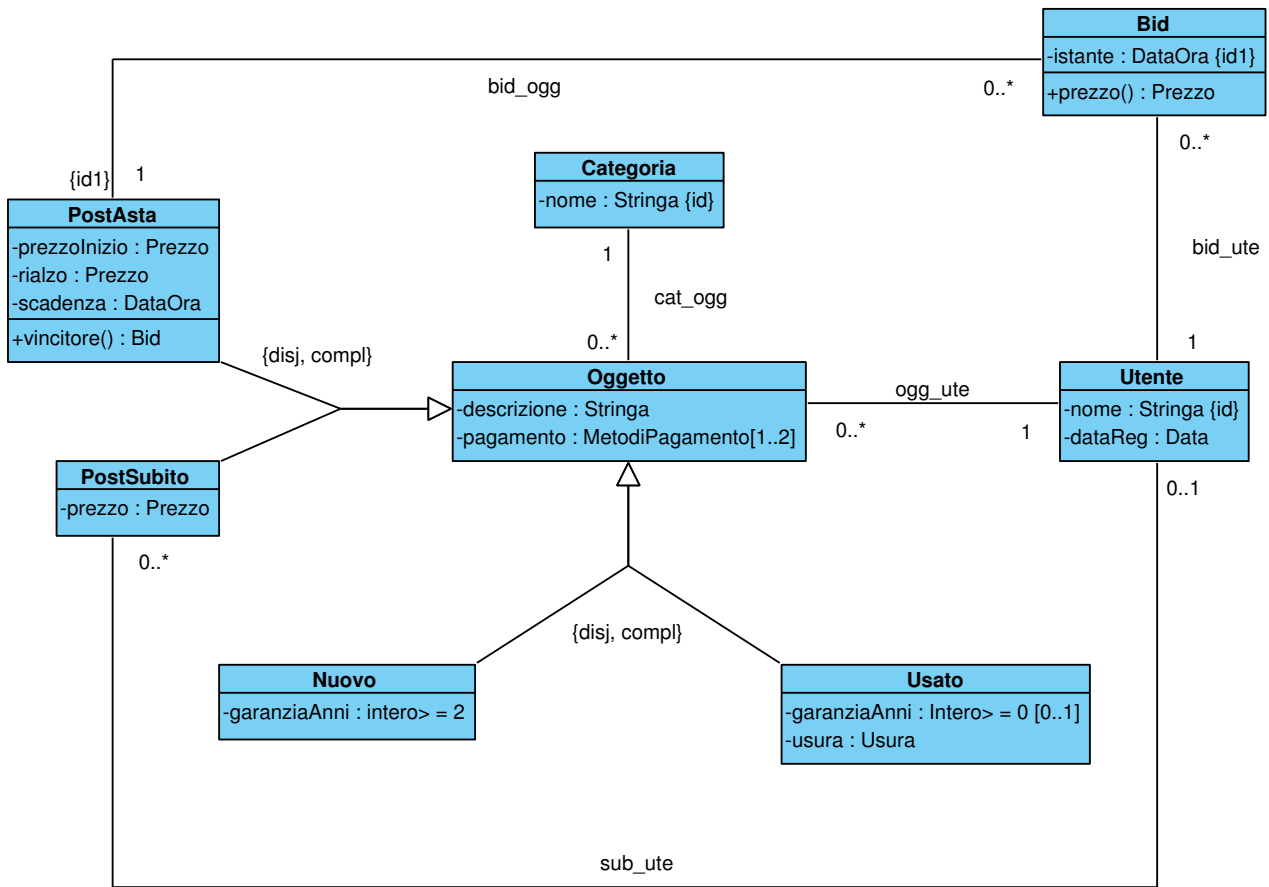 Bid
-istante : DataOra {id1}
+prezzo() : Prezzo
bid_ogg
0..*
0..*
{id1}
1
PostAsta
-prezzoInizio : Prezzo
-rialzo : Prezzo
-scadenza : DataOra
+vincitore() : Bid
Categoria
-nome : Stringa {id}
1
cat_ogg
0..*
bid_ute
1
{disj, compl}
Oggetto
-descrizione : Stringa
-pagamento : MetodiPagamento[1..2]
ogg_ute
0..*
1
Utente
-nome : Stringa {id}
-dataReg : Data
0..1
PostSubito
-prezzo : Prezzo
0..*
{disj, compl}
Nuovo
-garanziaAnni : intero> = 2
Usato
-garanziaAnni : Intero> = 0 [0..1]
-usura : Usura
sub_ute